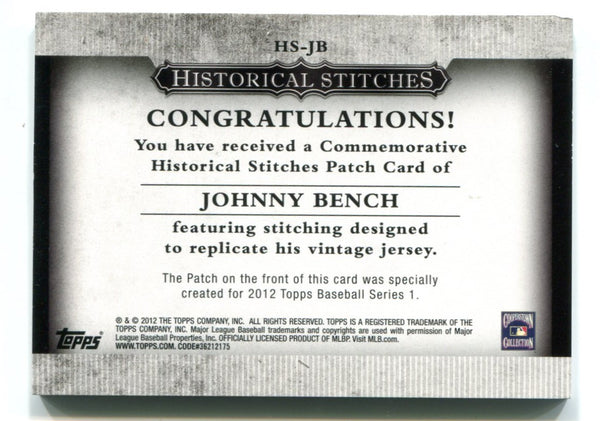 HS-JB
HISTORICAL STITCHES
CONGRATULATIONS!
You have received a Commemorative
Historical Stitches Patch Card of
JOHNNY BENCH
featuring stitching designed
to replicate his vintage jersey.
The Patch on the front of this card was specially
created for 2012 Topps Baseball Series 1.
® & © 2012 THE TOPPS COMPANY, INC. ALL RIGHTS RESERVED. TOPPS IS A REGISTERED TRADEMARK OF THE
TOPPS COMPANY, INC. Major League Baseball trademarks and copyrights are used with permission of Major
League Baseball Properties, Inc. OFFICIALLY LICENSED PRODUCT OF MLBP. Visit MLB.com.
WWW.TOPPS.COM. CODE#36212175
Topps®
COOPERSTOWN
COLLECTION